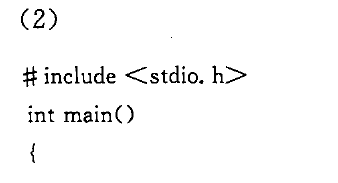 (2)
# include <stdio. h>
int main()
{